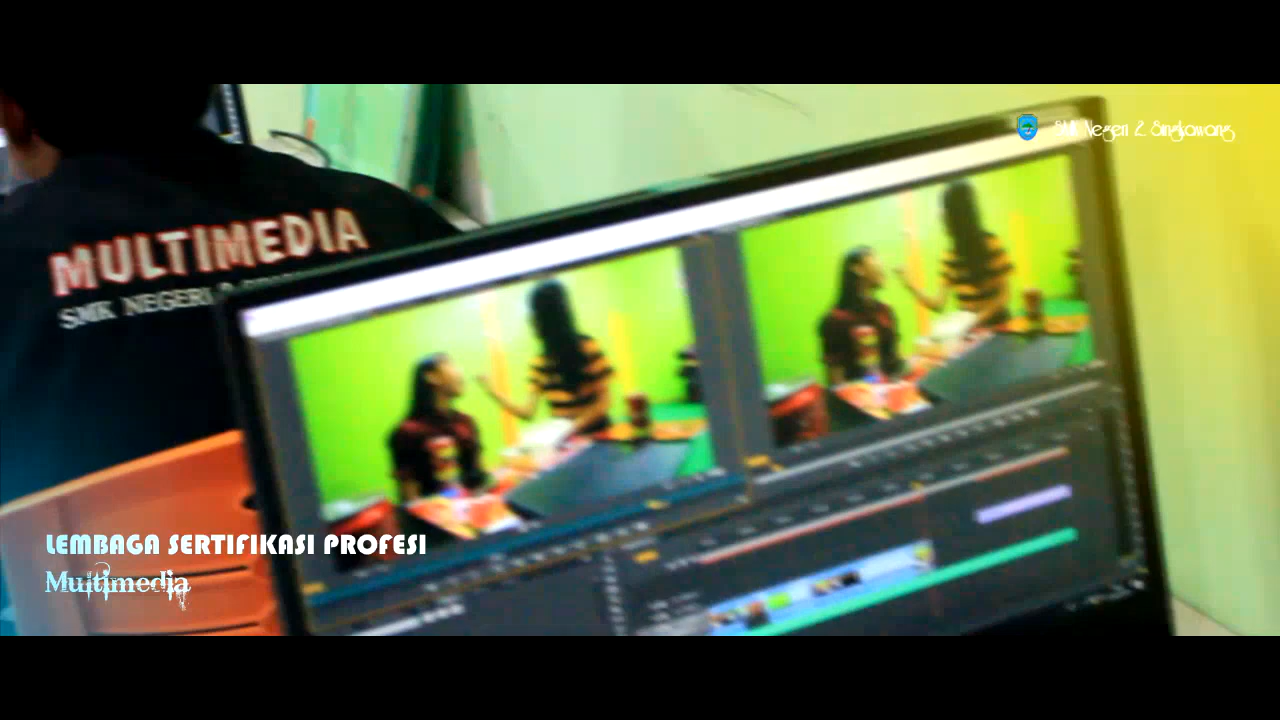 SMK Negeri 2 Singkawang
MULTIMEDIA
SMK NEGERI
LEMBAGA SERTIFIKASI PROFESI
Multimedia